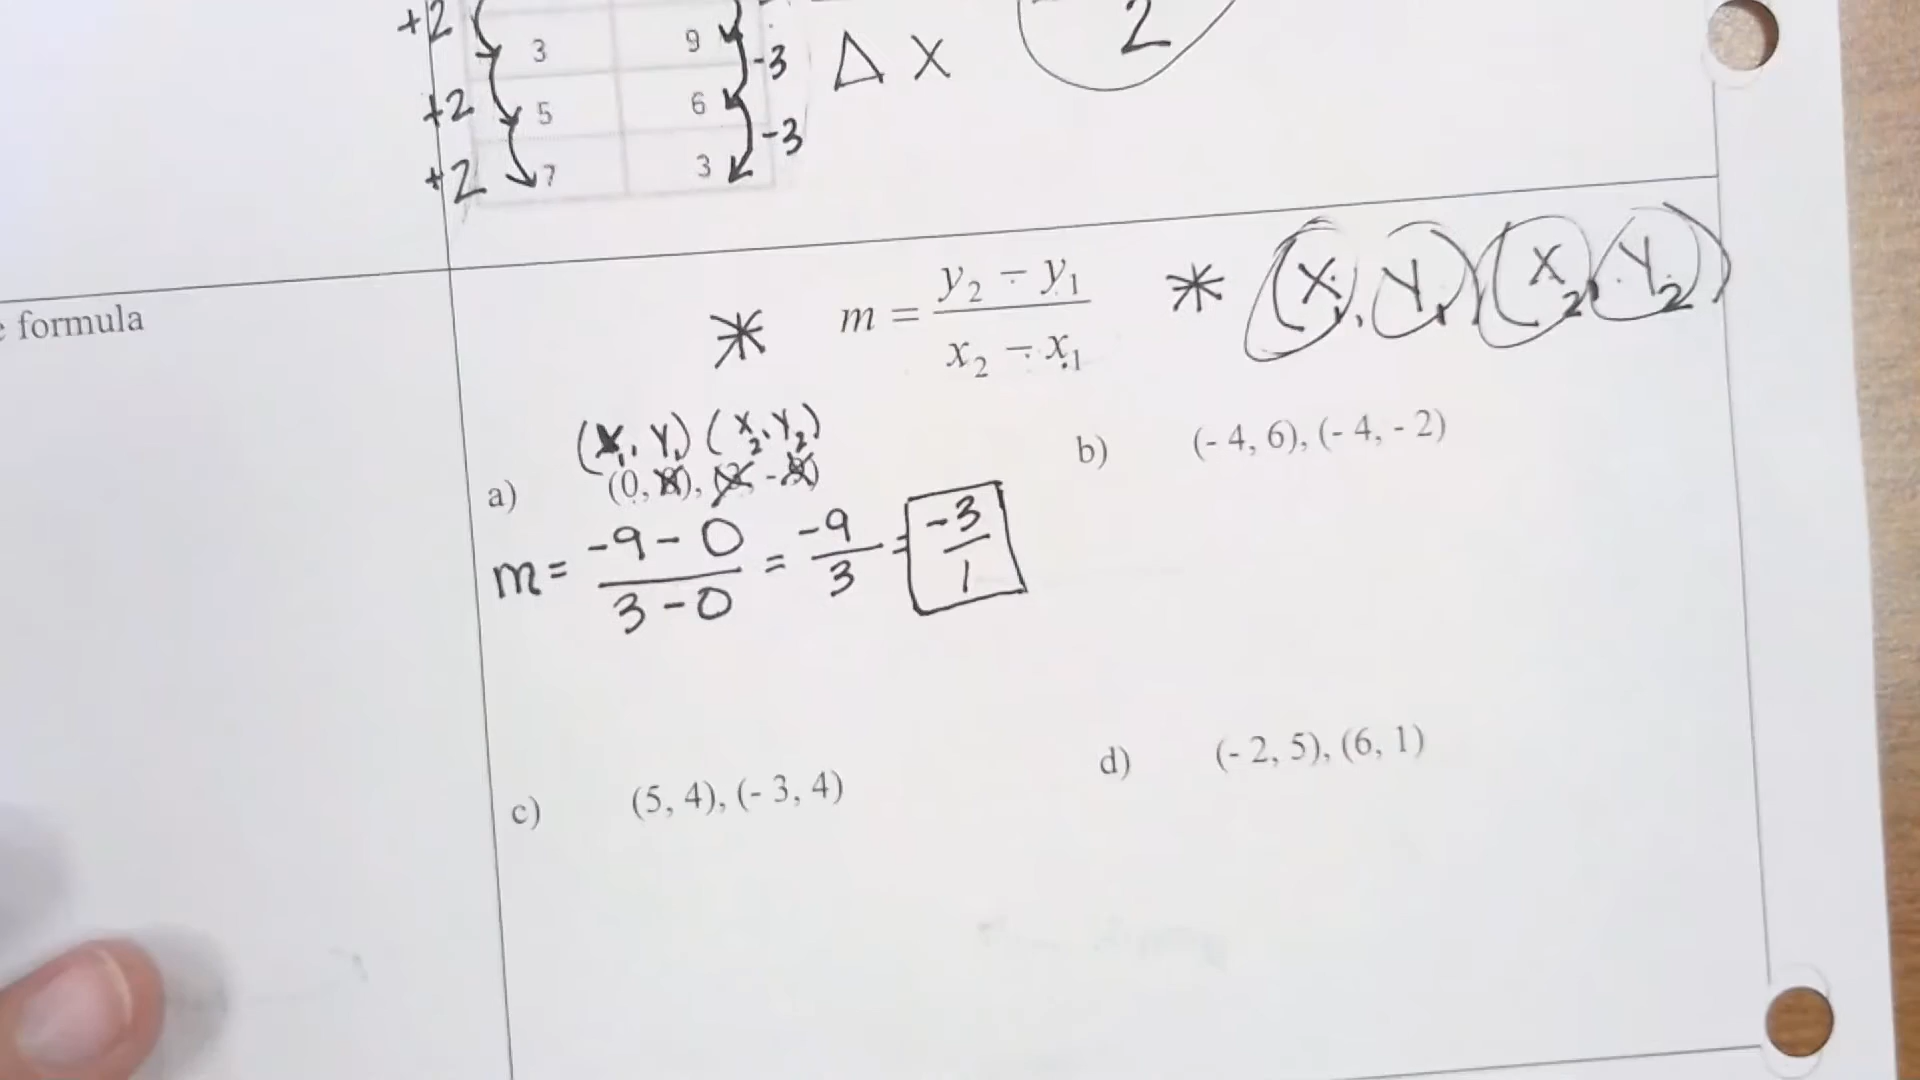 +2 3 9 -3 Δ x 2
+2 5 6 -3
+2 7 3
formula
* m = y₂ - y₁ / x₂ - x₁ * (x₁, y₁) (x₂, y₂)
(x₁, y₁) (x₂, y₂)
a) (0,
m = -9 - 0 / 3 - 0 = -9 / 3 = -3 / 1
b) (- 4, 6), (- 4, - 2)
c) (5, 4), (- 3, 4)
d) (- 2, 5), (6, 1)